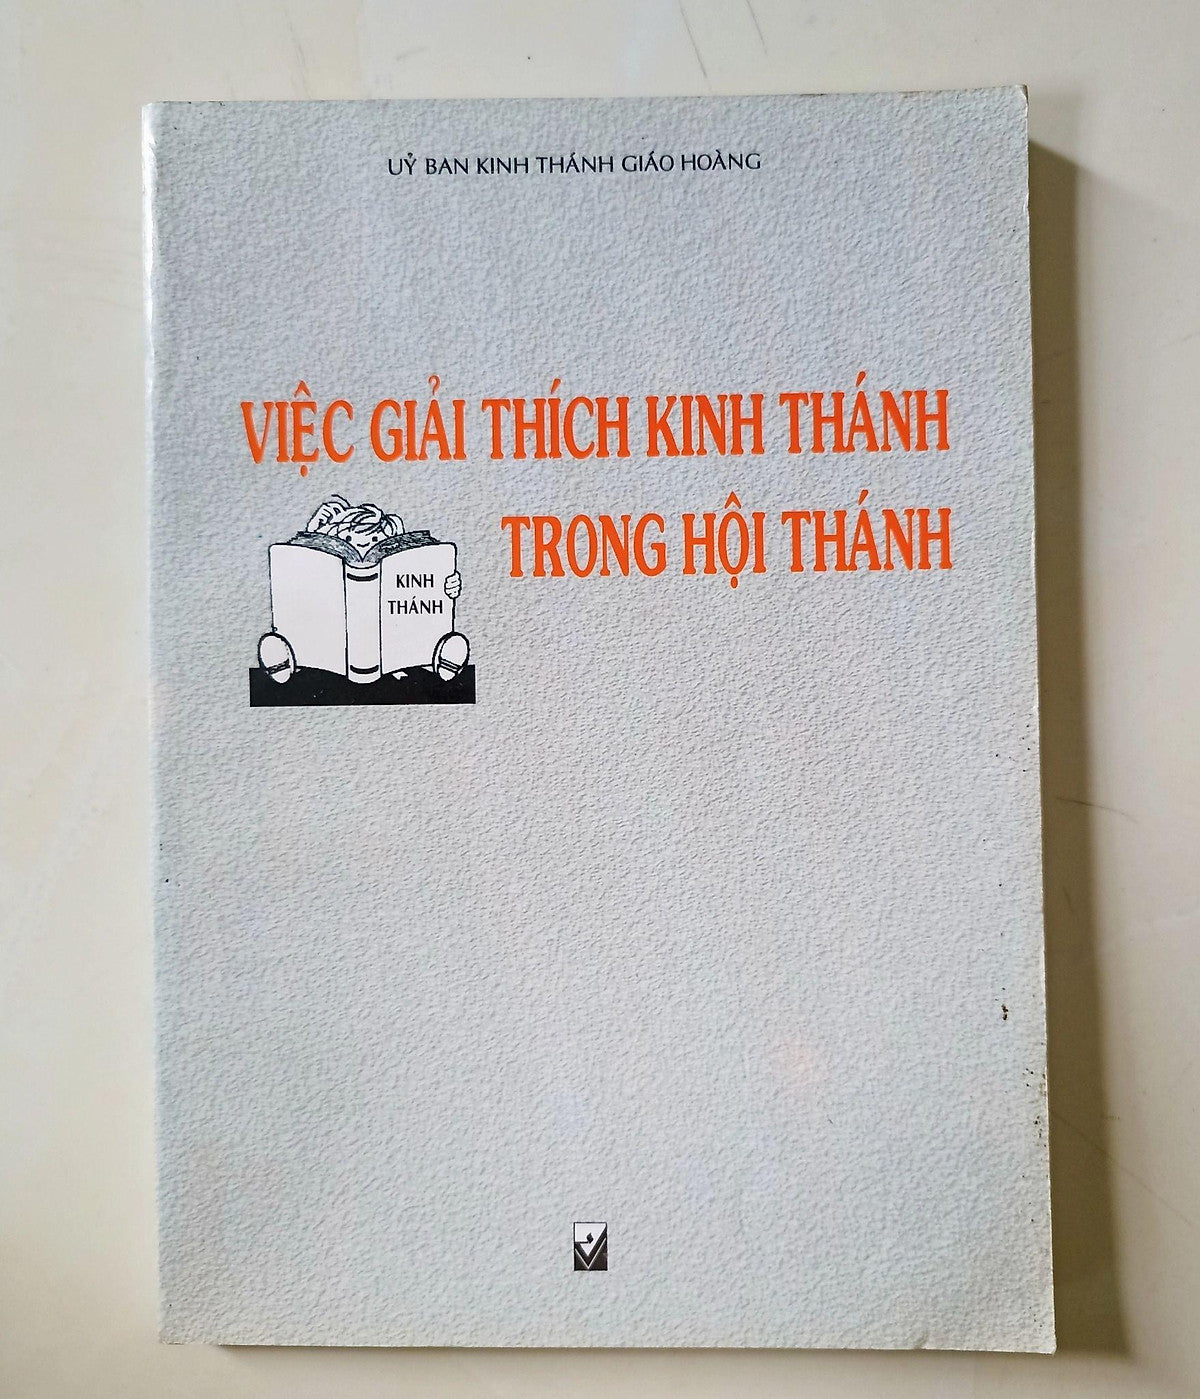 UỶ BAN KINH THÁNH GIÁO HOÀNG
VIỆC GIẢI THÍCH KINH THÁNH
TRONG HỘI THÁNH
KINH
THÁNH